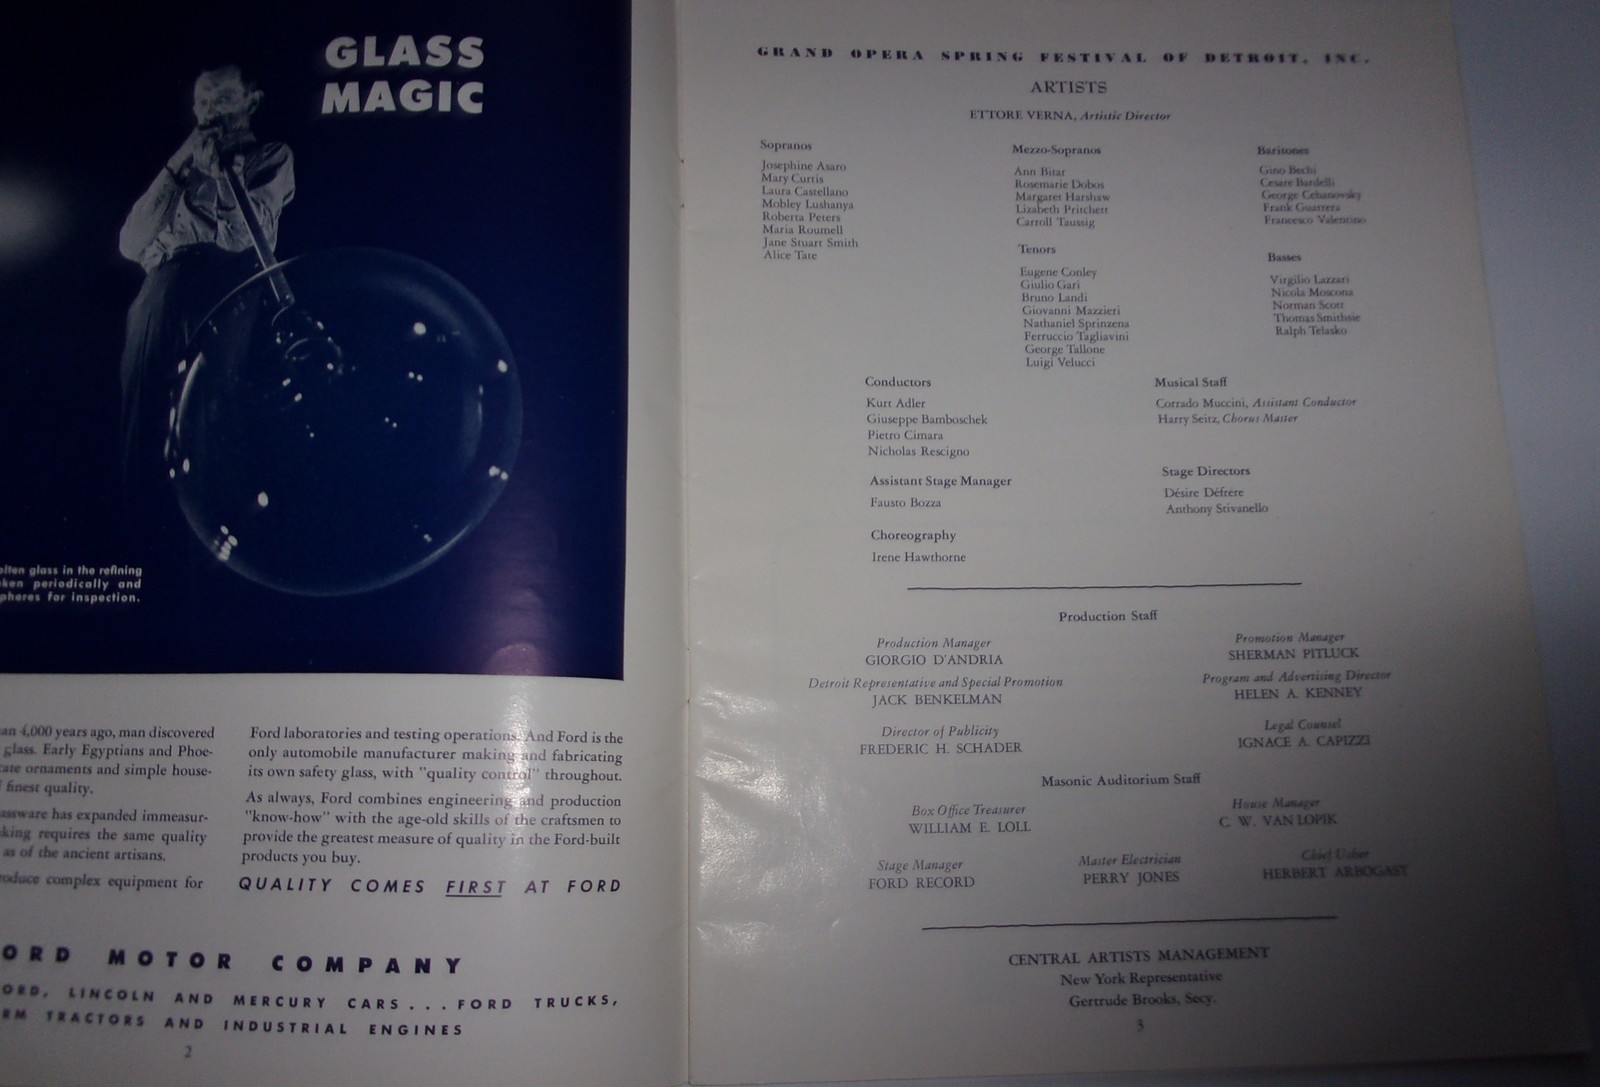 GLASS
MAGIC
glass in the refining
periodically and
for inspection.
4,000 years ago, man discovered
glass. Early Egyptians and Phoe-
ornaments and simple house-
finest quality.
has expanded immeasur-
requires the same quality
as of the ancient artisans.
complex equipment for
Ford laboratories and testing operations. And Ford is the
only automobile manufacturer making and fabricating
its own safety glass, with "quality control" throughout.
As always, Ford combines engineering and production
"know-how" with the age-old skills of the craftsmen to
provide the greatest measure of quality in the Ford-built
products you buy.
QUALITY COMES FIRST AT FORD
ORD MOTOR COMPANY
ORD, LINCOLN AND MERCURY CARS . . . FORD TRUCKS,
RM TRACTORS AND INDUSTRIAL ENGINES
2
GRAND OPERA SPRING FESTIVAL OF DETROIT, INC.
ARTISTS
ETTORE VERNA, Artistic Director
Sopranos
Josephine Asaro
Mary Curtis
Laura Castellano
Mobley Lushanya
Roberta Peters
Maria Roumell
Jane Stuart Smith
Alice Tate
Mezzo-Sopranos
Ann Bitar
Rosemarie Dobos
Margaret Harshaw
Lizabeth Pritchett
Carroll Taussig
Tenors
Eugene Conley
Giulio Gari
Bruno Landi
Giovanni Mazzieri
Nathaniel Sprinzena
Ferruccio Tagliavini
George Tallone
Luigi Velucci
Baritones
Gino Bechi
Cesare Bardelli
George Cehanovsky
Frank Guarrera
Francesco Valentino
Basses
Virgilio Lazzari
Nicola Moscona
Norman Scott
Thomas Smithsie
Ralph Telasko
Conductors
Kurt Adler
Giuseppe Bamboschek
Pietro Cimara
Nicholas Rescigno
Musical Staff
Corrado Muccini, Assistant Conductor
Harry Seitz, Chorus Master
Assistant Stage Manager
Fausto Bozza
Stage Directors
Désire Défrère
Anthony Stivanello
Choreography
Irene Hawthorne
Production Staff
Production Manager
GIORGIO D'ANDRIA
Promotion Manager
SHERMAN PITLUCK
Detroit Representative and Special Promotion
JACK BENKELMAN
Program and Advertising Director
HELEN A. KENNEY
Director of Publicity
FREDERIC H. SCHADER
Legal Counsel
IGNACE A. CAPIZZI
Masonic Auditorium Staff
Box Office Treasurer
WILLIAM E. LOLL
House Manager
C. W. VAN LOPIK
Stage Manager
FORD RECORD
Master Electrician
PERRY JONES
Chief Usher
HERBERT ARBOGAST
CENTRAL ARTISTS MANAGEMENT
New York Representative
Gertrude Brooks, Secy.
3